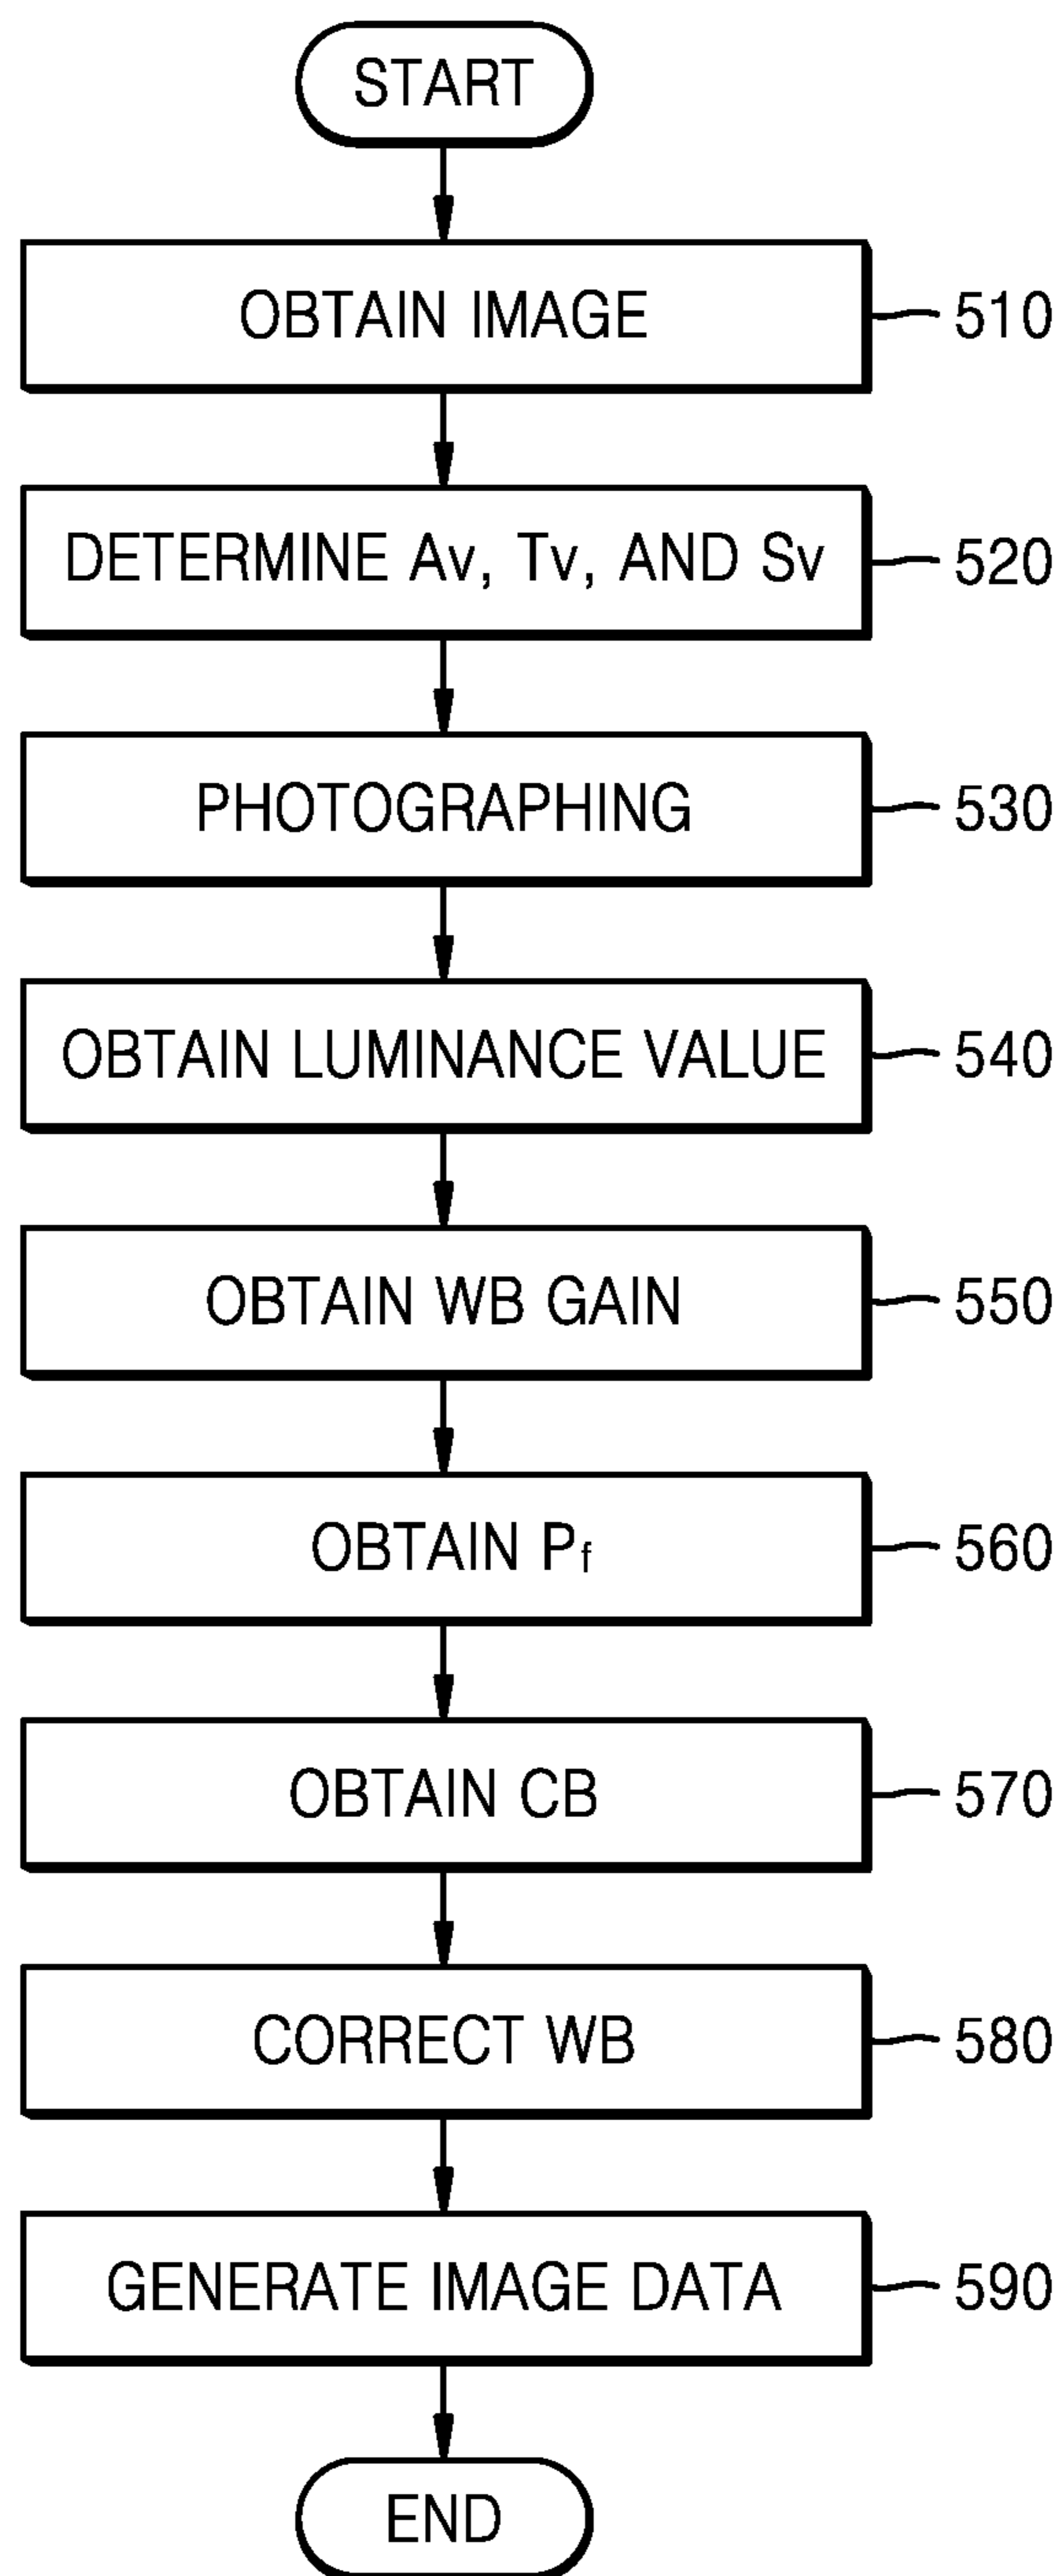 START
OBTAIN IMAGE
510
DETERMINE Av, Tv, AND Sv
520
PHOTOGRAPHING
530
OBTAIN LUMINANCE VALUE
540
OBTAIN WB GAIN
550
OBTAIN Pf
560
OBTAIN CB
570
CORRECT WB
580
GENERATE IMAGE DATA
590
END